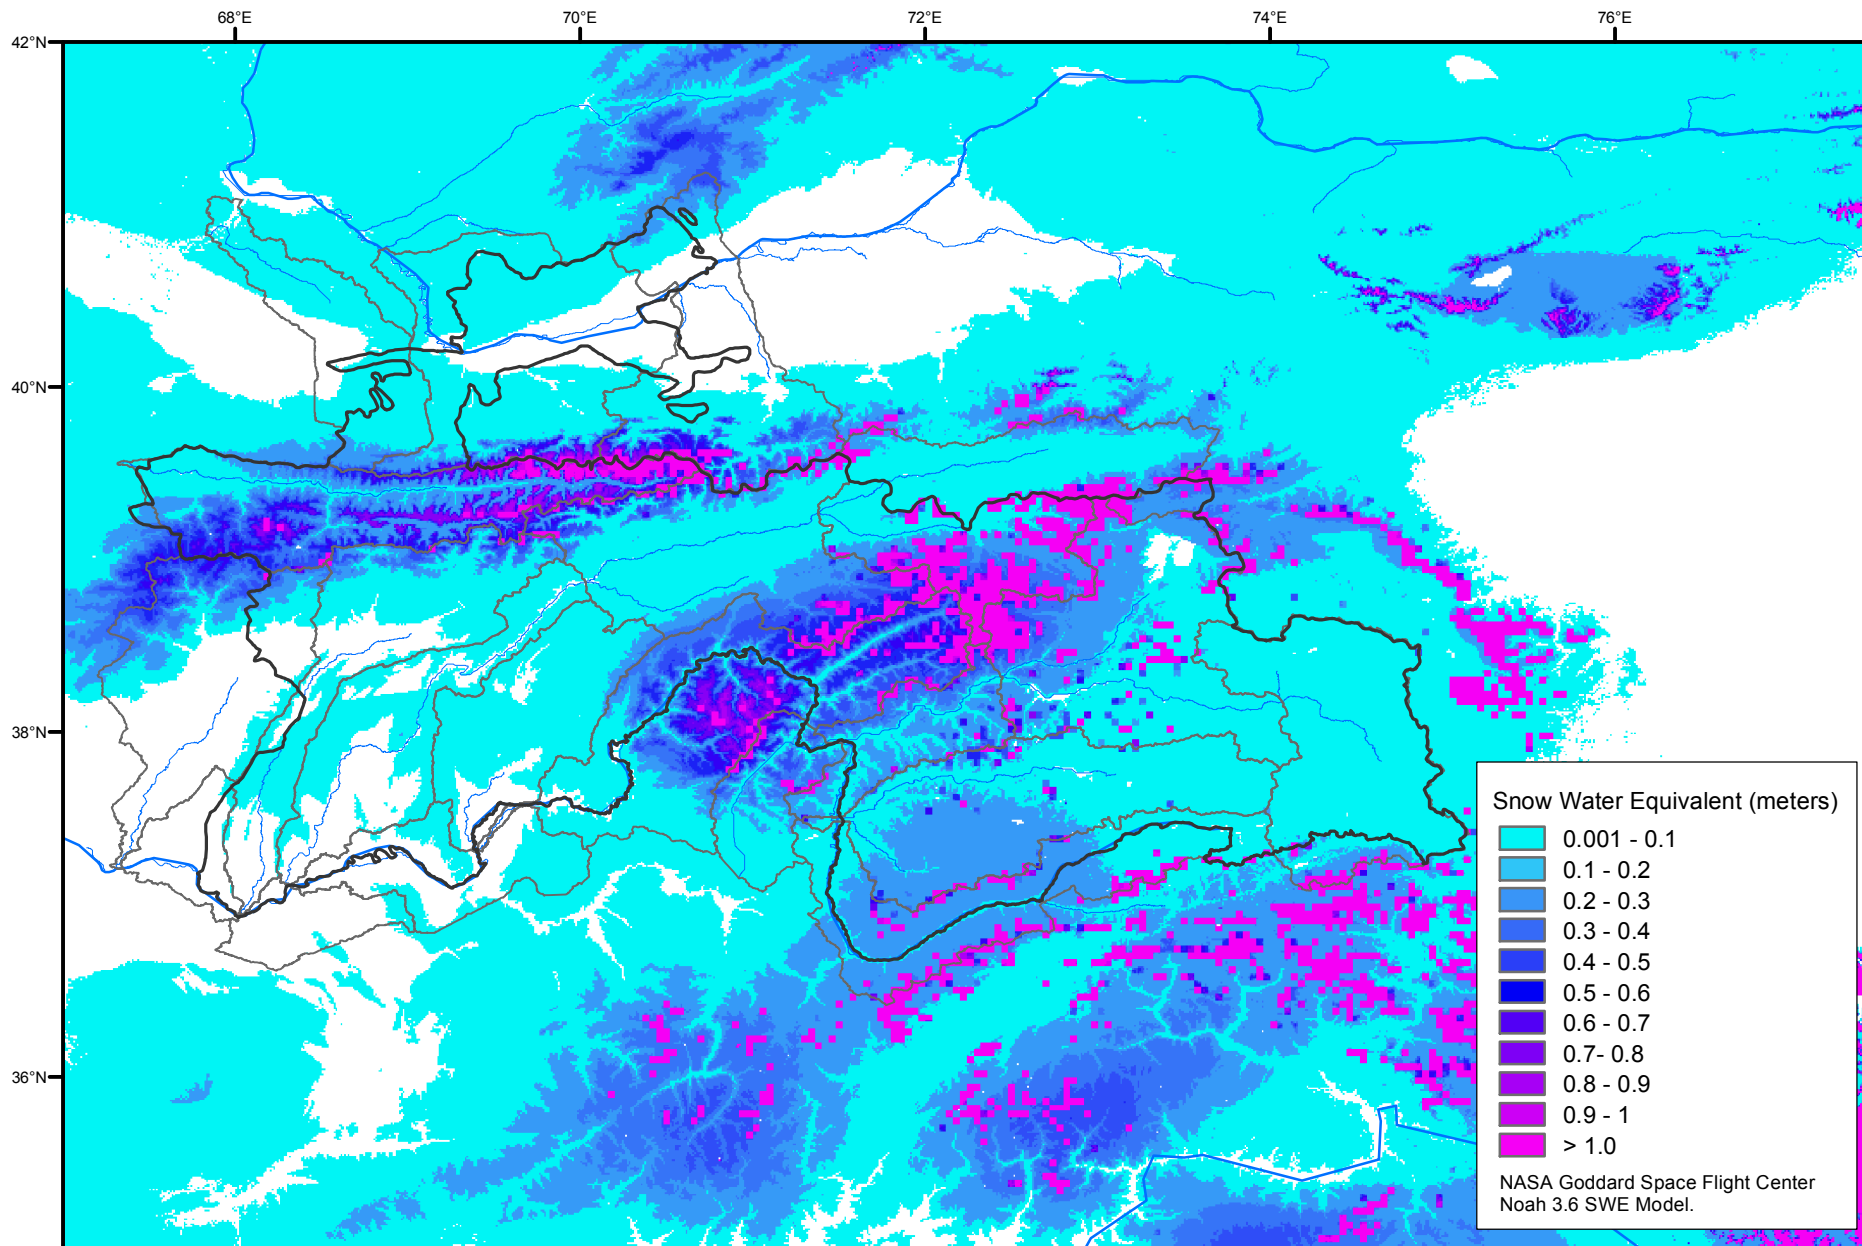 68°E 70°E 72°E 74°E 76°E
42°N
40°N
38°N
36°N
Snow Water Equivalent (meters)
0.001 - 0.1
0.1 - 0.2
0.2 - 0.3
0.3 - 0.4
0.4 - 0.5
0.5 - 0.6
0.6 - 0.7
0.7- 0.8
0.8 - 0.9
0.9 - 1
> 1.0
NASA Goddard Space Flight Center
Noah 3.6 SWE Model.